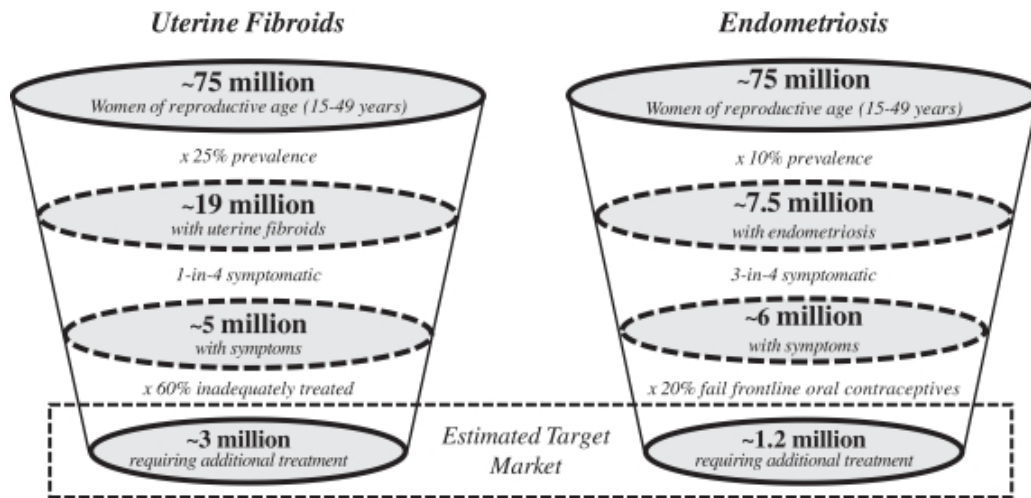 Uterine Fibroids
~75 million
Women of reproductive age (15-49 years)
x 25% prevalence
~19 million
with uterine fibroids
1-in-4 symptomatic
~5 million
with symptoms
x 60% inadequately treated
~3 million
requiring additional treatment
Estimated Target
Market
Endometriosis
~75 million
Women of reproductive age (15-49 years)
x 10% prevalence
~7.5 million
with endometriosis
3-in-4 symptomatic
~6 million
with symptoms
x 20% fail frontline oral contraceptives
~1.2 million
requiring additional treatment